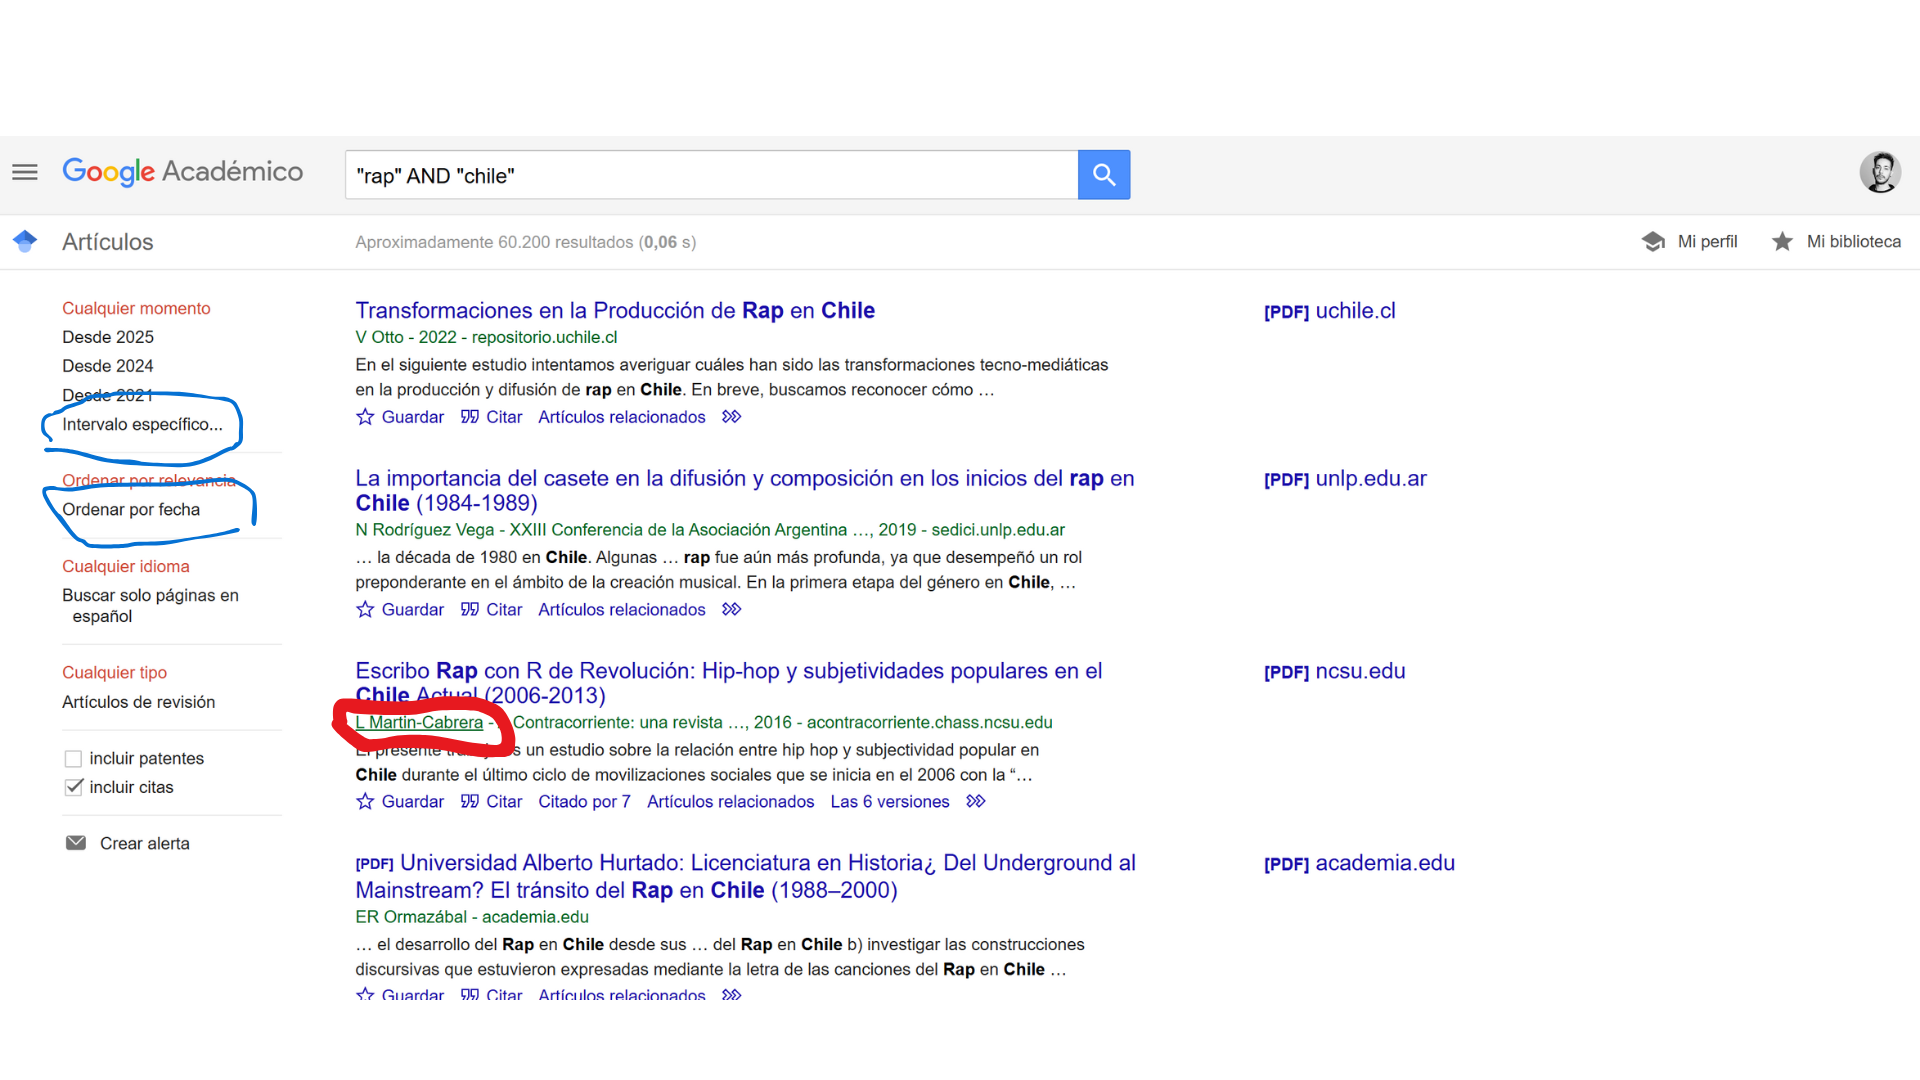 Google Académico
"rap" AND "chile"
Artículos
Aproximadamente 60.200 resultados (0,06 s)
Mi perfil
Mi biblioteca
Cualquier momento
Desde 2025
Desde 2024
Desde 2021
Intervalo específico...
Ordenar por relevancia
Ordenar por fecha
Cualquier idioma
Buscar solo páginas en
español
Cualquier tipo
Artículos de revisión
incluir patentes
incluir citas
Crear alerta
Transformaciones en la Producción de Rap en Chile
[PDF] uchile.cl
V Otto - 2022 - repositorio.uchile.cl
En el siguiente estudio intentamos averiguar cuáles han sido las transformaciones tecno-mediáticas
en la producción y difusión de rap en Chile. En breve, buscamos reconocer cómo …
Guardar Citar Artículos relacionados
La importancia del casete en la difusión y composición en los inicios del rap en
Chile (1984-1989)
[PDF] unlp.edu.ar
N Rodríguez Vega - XXIII Conferencia de la Asociación Argentina …, 2019 - sedici.unlp.edu.ar
… la década de 1980 en Chile. Algunas … rap fue aún más profunda, ya que desempeñó un rol
preponderante en el ámbito de la creación musical. En la primera etapa del género en Chile, …
Guardar Citar Artículos relacionados
Escribo Rap con R de Revolución: Hip-hop y subjetividades populares en el
Chile Actual (2006-2013)
[PDF] ncsu.edu
L Martin-Cabrera - Contracorriente: una revista …, 2016 - acontracorriente.chass.ncsu.edu
El presente un estudio sobre la relación entre hip hop y subjectividad popular en
Chile durante el último ciclo de movilizaciones sociales que se inicia en el 2006 con la “…
Guardar Citar Citado por 7 Artículos relacionados Las 6 versiones
[PDF] Universidad Alberto Hurtado: Licenciatura en Historia¿ Del Underground al
Mainstream? El tránsito del Rap en Chile (1988–2000)
[PDF] academia.edu
ER Ormazábal - academia.edu
… el desarrollo del Rap en Chile desde sus … del Rap en Chile b) investigar las construcciones
discursivas que estuvieron expresadas mediante la letra de las canciones del Rap en Chile …
Guardar Citar Artículos relacionados